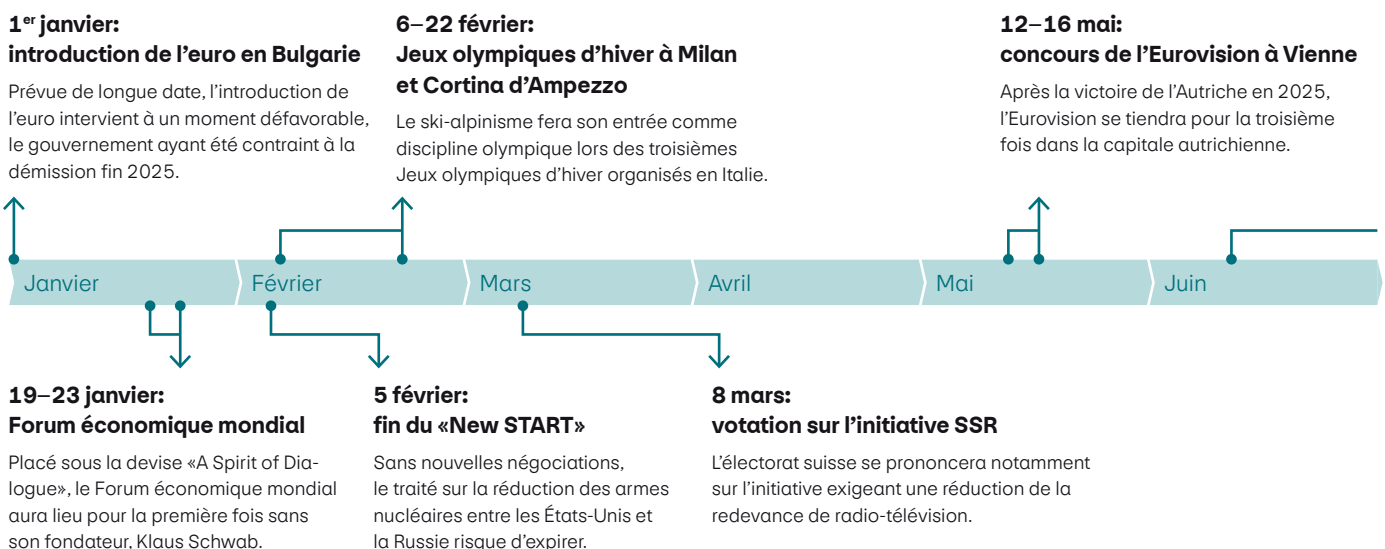 1er janvier:
introduction de l'euro en Bulgarie
Prévue de longue date, l'introduction de
l'euro intervient à un moment défavorable,
le gouvernement ayant été contraint à la
démission fin 2025.
6–22 février:
Jeux olympiques d'hiver à Milan
et Cortina d'Ampezzo
Le ski-alpinisme fera son entrée comme
discipline olympique lors des troisièmes
Jeux olympiques d'hiver organisés en Italie.
12–16 mai:
concours de l'Eurovision à Vienne
Après la victoire de l'Autriche en 2025,
l'Eurovision se tiendra pour la troisième
fois dans la capitale autrichienne.
Janvier
Février
Mars
Avril
Mai
Juin
19–23 janvier:
Forum économique mondial
Placé sous la devise «A Spirit of Dia-
logue», le Forum économique mondial
aura lieu pour la première fois sans
son fondateur, Klaus Schwab.
5 février:
fin du «New START»
Sans nouvelles négociations,
le traité sur la réduction des armes
nucléaires entre les États-Unis et
la Russie risque d'expirer.
8 mars:
votation sur l'initiative SSR
L'électorat suisse se prononcera notamment
sur l'initiative exigeant une réduction de la
redevance de radio-télévision.